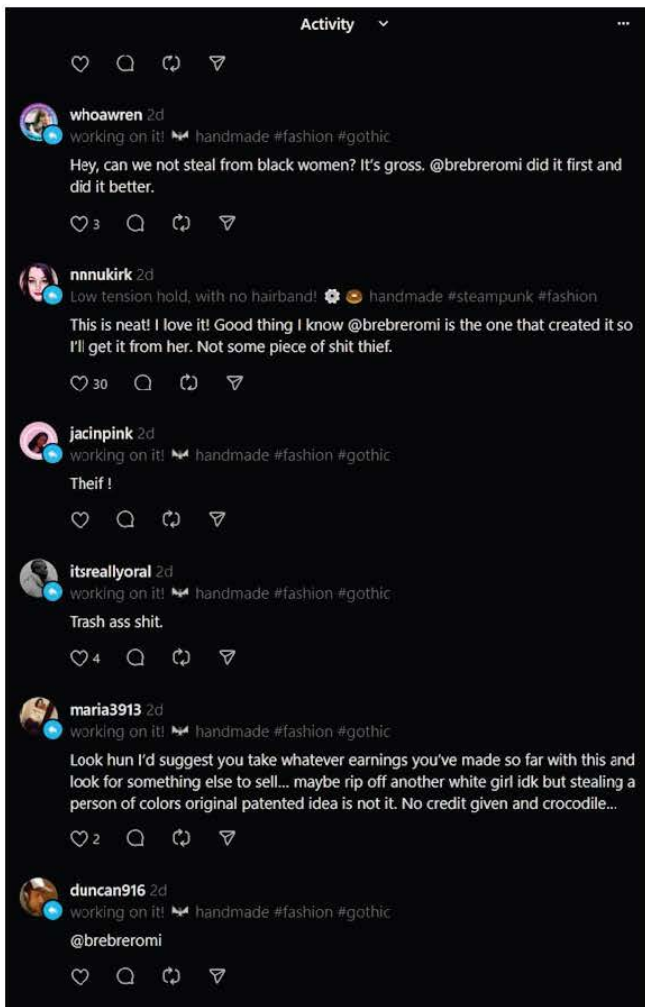 Activity
whoawren 2d
working on it! 🦇 handmade #fashion #gothic
Hey, can we not steal from black women? It's gross. @brebreromi did it first and
did it better.
3
nnnukirk 2d
Low tension hold, with no hairband! ⚙️ 🍩 handmade #steampunk #fashion
This is neat! I love it! Good thing I know @brebreromi is the one that created it so
I'll get it from her. Not some piece of shit thief.
30
jacinpink 2d
working on it! 🦇 handmade #fashion #gothic
Theif !
itsreallyoral 2d
working on it! 🦇 handmade #fashion #gothic
Trash ass shit.
4
maria3913 2d
working on it! 🦇 handmade #fashion #gothic
Look hun I'd suggest you take whatever earnings you've made so far with this and
look for something else to sell... maybe rip off another white girl idk but stealing a
person of colors original patented idea is not it. No credit given and crocodile...
2
duncan916 2d
working on it! 🦇 handmade #fashion #gothic
@brebreromi